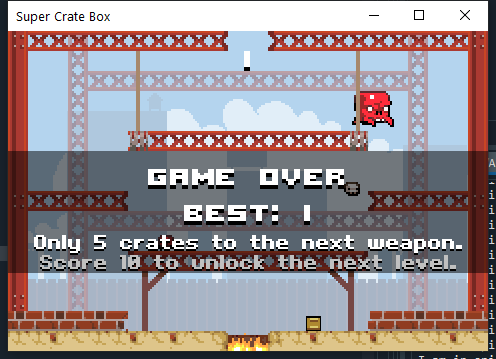 Super Crate Box
1
GAME OVER
BEST: 1
Only 5 crates to the next weapon.
Score 10 to unlock the next level.